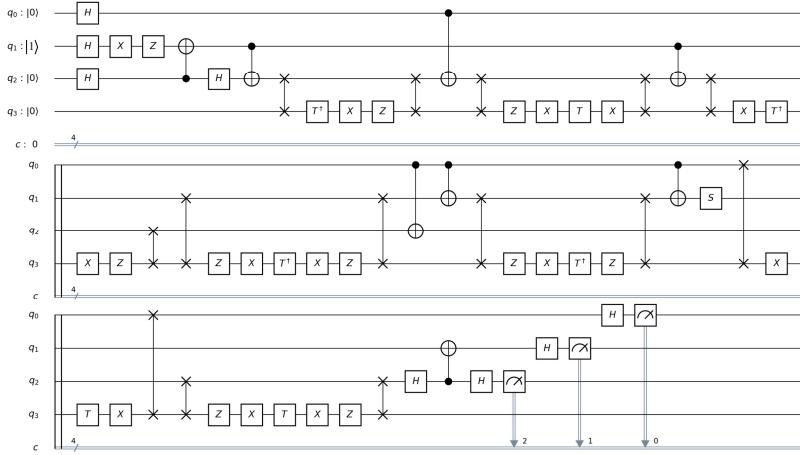 q₀ : |0⟩ H
q₁ : |1⟩ H X Z
q₂ : |0⟩ H H
q₃ : |0⟩ T† X Z Z X T X X T†
c : 0 4
q₀
q₁ S
q₂
q₃ X Z Z X T† X Z Z X T† Z X
c 4
q₀ H
q₁ H
q₂ H H
q₃ T X Z X T X Z
c 4 2 1 0